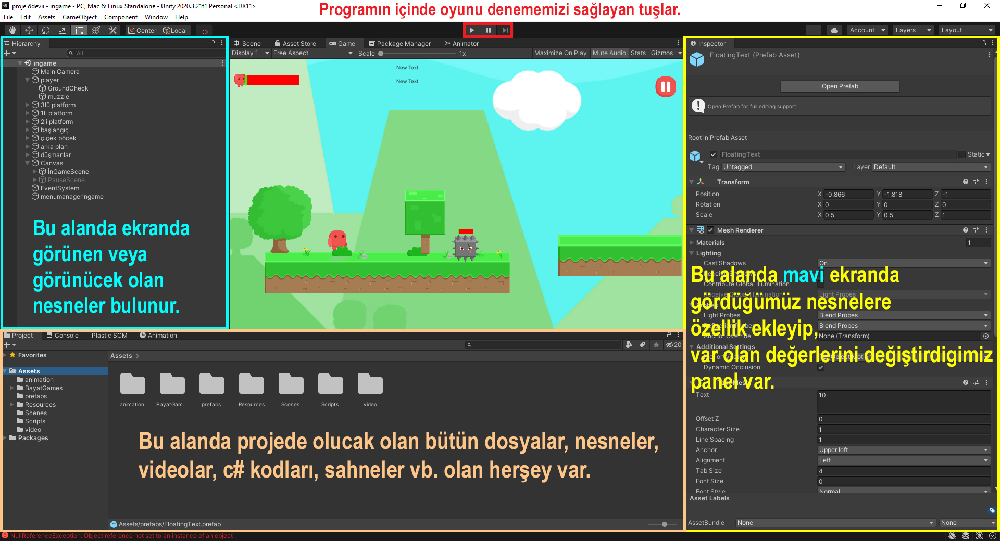 proje ödevii - ıngame - PC, Mac & Linux Standalone - Unity 2020.3.21f1 Personal <DX11>
Programın içinde oyunu denememizi sağlayan tuşlar.
File Edit Assets GameObject Component Window Help
Center Local
Account Layers Layout
Hierarchy
All
ıngame
Main Camera
player
GroundCheck
muzzle
3lü platform
1li platform
2li platform
başlangıç
çiçek böcek
arka plan
düşmanlar
Canvas
İnGameScene
PauseScene
EventSystem
menumanageringame
Bu alanda ekranda
görünen veya
görünücek olan
nesneler bulunur.
Scene Asset Store Game Package Manager Animator
Display 1 Free Aspect Scale 1x Maximize On Play Mute Audio Stats Gizmos
New Text
New Text
Inspector
FloatingText (Prefab Asset)
Open Prefab
Open Prefab for full editing support.
Root in Prefab Asset
FloatingText Static
Tag Untagged Layer Default
Transform
Position X -0.866 Y -1.818 Z -1
Rotation X 0 Y 0 Z 0
Scale X 0.5 Y 0.5 Z 1
Mesh Renderer
Materials 1
Lighting
Cast Shadows On
Contribute Global Illumination
Receive Global Illumination Light Probes
Light Probes Blend Probes
Reflection Probes Blend Probes
Anchor Override None (Transform)
Additional Settings
Motion Vectors Per Object Motion
Dynamic Occlusion
Bu alanda mavi ekranda
gördüğümüz nesnelere
özellik ekleyip,
var olan değerlerini değiştirdigimiz
panel var.
Text Mesh
Text 10
Offset Z 0
Character Size 1
Line Spacing 1
Anchor Upper left
Alignment Left
Tab Size 4
Font Size 0
Font Style Normal
Asset Labels
AssetBundle None None
Project Console Plastic SCM Animation
20
Favorites
Assets
animation
BayatGames
prefabs
Resources
Scenes
Scripts
video
Packages
Assets >
animation BayatGam... prefabs Resources Scenes Scripts video
Bu alanda projede olucak olan bütün dosyalar, nesneler,
videolar, c# kodları, sahneler vb. olan herşey var.
Assets/prefabs/FloatingText.prefab
NullReferenceException: Object reference not set to an instance of an object